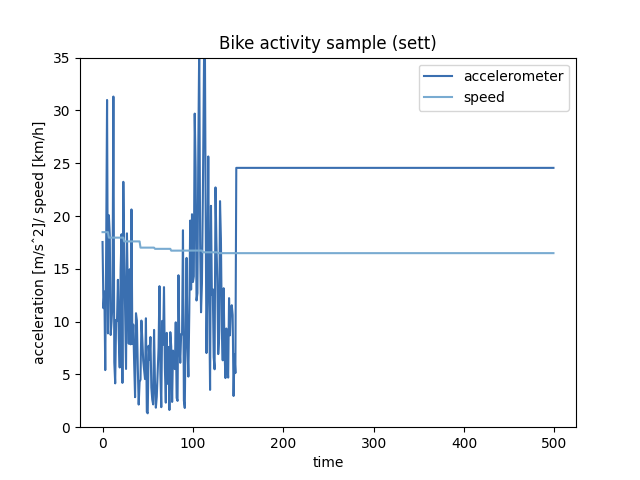 Bike activity sample (sett)
accelerometer
speed
acceleration [m/s^2]/ speed [km/h]
35
30
25
20
15
10
5
0
0 100 200 300 400 500
time